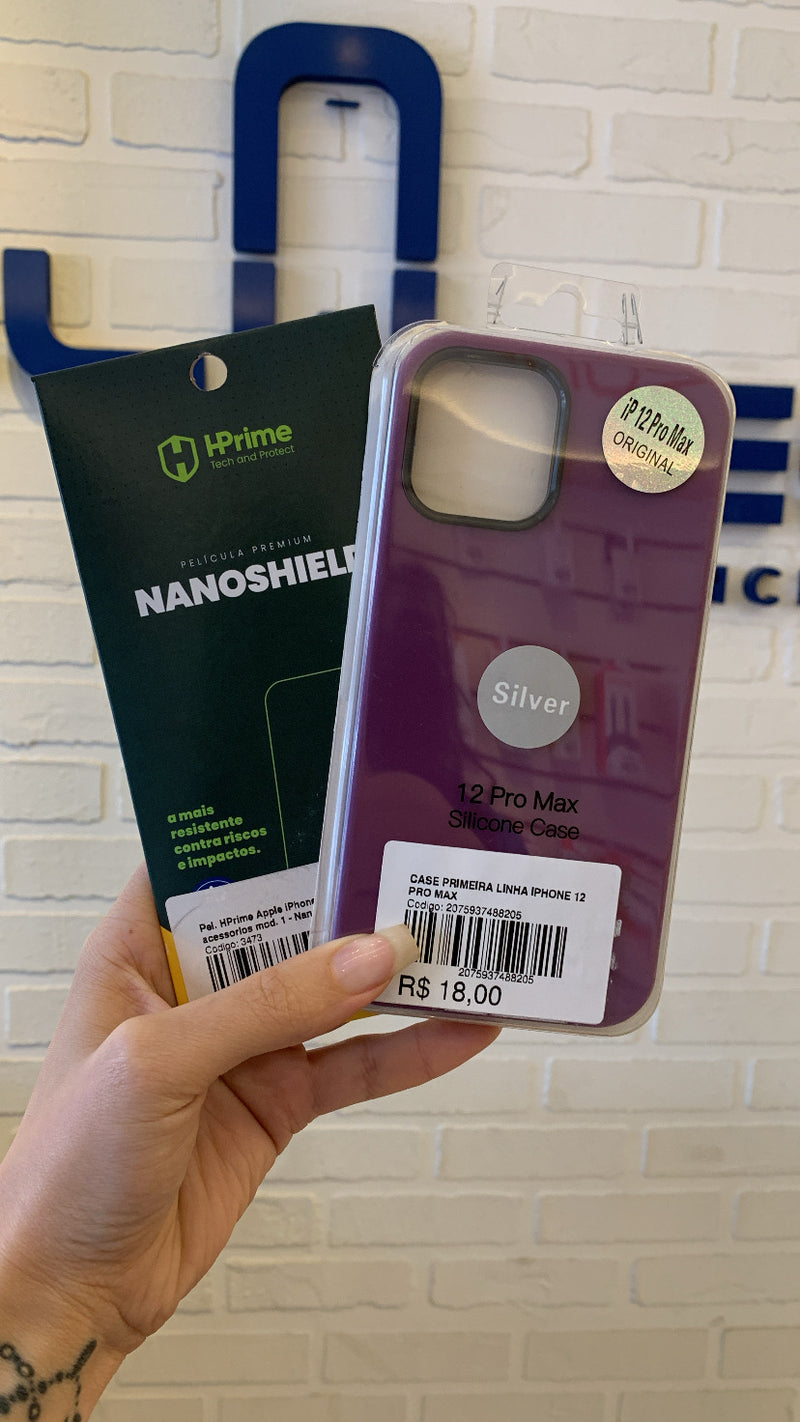 HPrime
Tech and Protect
PELÍCULA PREMIUM
NANOSHIEL
a mais
resistente
contra riscos
e impactos.
Pel. HPrime Apple iPhone
acessorios mod. 1 - Nan
Codigo: 3473
iP 12 Pro Max
ORIGINAL
Silver
12 Pro Max
Silicone Case
CASE PRIMEIRA LINHA IPHONE 12
PRO MAX
Codigo: 2075937488205
2075937488205
R$ 18,00